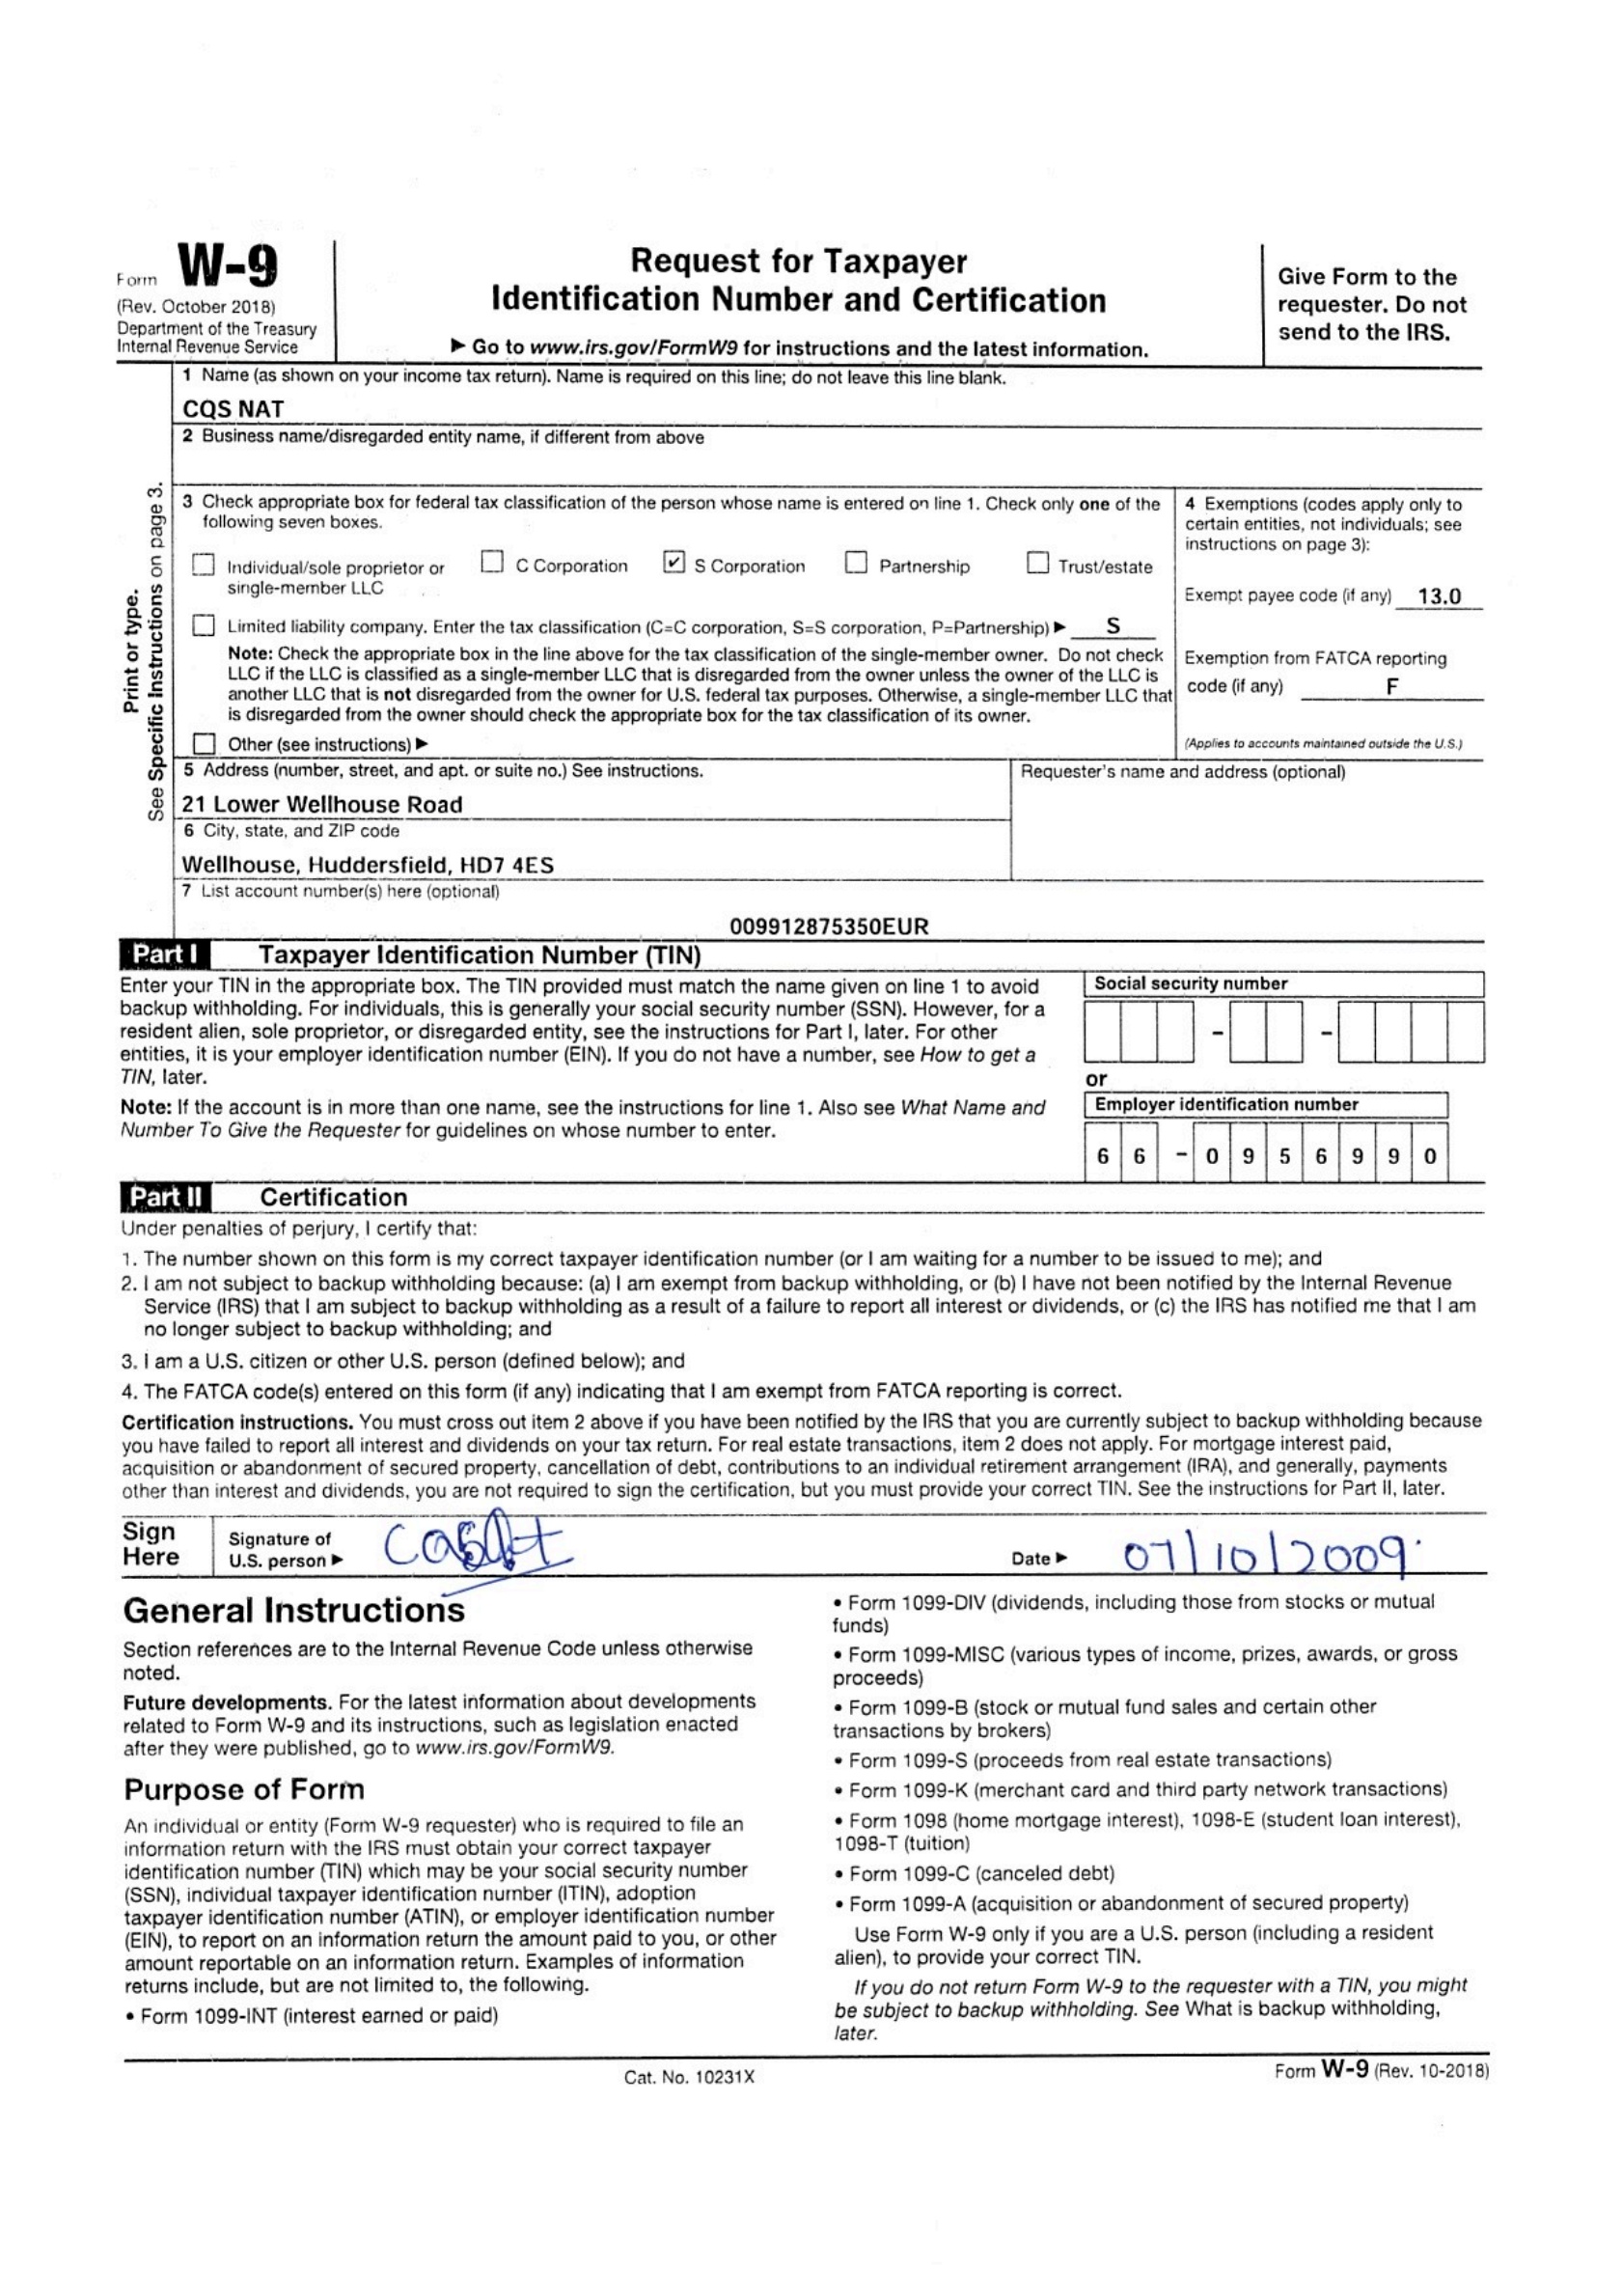 Form W-9
(Rev. October 2018)
Department of the Treasury
Internal Revenue Service
Request for Taxpayer
Identification Number and Certification
▶ Go to www.irs.gov/FormW9 for instructions and the latest information.
Give Form to the
requester. Do not
send to the IRS.
Print or type.
See Specific Instructions on page 3.
1 Name (as shown on your income tax return). Name is required on this line; do not leave this line blank.
CQS NAT
2 Business name/disregarded entity name, if different from above
3 Check appropriate box for federal tax classification of the person whose name is entered on line 1. Check only one of the
following seven boxes.
☐ Individual/sole proprietor or ☐ C Corporation ☑ S Corporation ☐ Partnership ☐ Trust/estate
single-member LLC
☐ Limited liability company. Enter the tax classification (C=C corporation, S=S corporation, P=Partnership) ▶ S
Note: Check the appropriate box in the line above for the tax classification of the single-member owner. Do not check
LLC if the LLC is classified as a single-member LLC that is disregarded from the owner unless the owner of the LLC is
another LLC that is not disregarded from the owner for U.S. federal tax purposes. Otherwise, a single-member LLC that
is disregarded from the owner should check the appropriate box for the tax classification of its owner.
☐ Other (see instructions) ▶
4 Exemptions (codes apply only to
certain entities, not individuals; see
instructions on page 3):
Exempt payee code (if any) 13.0
Exemption from FATCA reporting
code (if any) F
(Applies to accounts maintained outside the U.S.)
5 Address (number, street, and apt. or suite no.) See instructions.
21 Lower Wellhouse Road
6 City, state, and ZIP code
Wellhouse, Huddersfield, HD7 4ES
Requester's name and address (optional)
7 List account number(s) here (optional)
009912875350EUR
Part I Taxpayer Identification Number (TIN)
Enter your TIN in the appropriate box. The TIN provided must match the name given on line 1 to avoid
backup withholding. For individuals, this is generally your social security number (SSN). However, for a
resident alien, sole proprietor, or disregarded entity, see the instructions for Part I, later. For other
entities, it is your employer identification number (EIN). If you do not have a number, see How to get a
TIN, later.
Note: If the account is in more than one name, see the instructions for line 1. Also see What Name and
Number To Give the Requester for guidelines on whose number to enter.
Social security number
– –
or
Employer identification number
6 6 – 0 9 5 6 9 9 0
Part II Certification
Under penalties of perjury, I certify that:
1. The number shown on this form is my correct taxpayer identification number (or I am waiting for a number to be issued to me); and
2. I am not subject to backup withholding because: (a) I am exempt from backup withholding, or (b) I have not been notified by the Internal Revenue
Service (IRS) that I am subject to backup withholding as a result of a failure to report all interest or dividends, or (c) the IRS has notified me that I am
no longer subject to backup withholding; and
3. I am a U.S. citizen or other U.S. person (defined below); and
4. The FATCA code(s) entered on this form (if any) indicating that I am exempt from FATCA reporting is correct.
Certification instructions. You must cross out item 2 above if you have been notified by the IRS that you are currently subject to backup withholding because
you have failed to report all interest and dividends on your tax return. For real estate transactions, item 2 does not apply. For mortgage interest paid,
acquisition or abandonment of secured property, cancellation of debt, contributions to an individual retirement arrangement (IRA), and generally, payments
other than interest and dividends, you are not required to sign the certification, but you must provide your correct TIN. See the instructions for Part II, later.
Sign
Here
Signature of
U.S. person ▶
Date ▶ 07/10/2009
General Instructions
Section references are to the Internal Revenue Code unless otherwise
noted.
Future developments. For the latest information about developments
related to Form W-9 and its instructions, such as legislation enacted
after they were published, go to www.irs.gov/FormW9.
Purpose of Form
An individual or entity (Form W-9 requester) who is required to file an
information return with the IRS must obtain your correct taxpayer
identification number (TIN) which may be your social security number
(SSN), individual taxpayer identification number (ITIN), adoption
taxpayer identification number (ATIN), or employer identification number
(EIN), to report on an information return the amount paid to you, or other
amount reportable on an information return. Examples of information
returns include, but are not limited to, the following.
• Form 1099-INT (interest earned or paid)
• Form 1099-DIV (dividends, including those from stocks or mutual
funds)
• Form 1099-MISC (various types of income, prizes, awards, or gross
proceeds)
• Form 1099-B (stock or mutual fund sales and certain other
transactions by brokers)
• Form 1099-S (proceeds from real estate transactions)
• Form 1099-K (merchant card and third party network transactions)
• Form 1098 (home mortgage interest), 1098-E (student loan interest),
1098-T (tuition)
• Form 1099-C (canceled debt)
• Form 1099-A (acquisition or abandonment of secured property)
Use Form W-9 only if you are a U.S. person (including a resident
alien), to provide your correct TIN.
If you do not return Form W-9 to the requester with a TIN, you might
be subject to backup withholding. See What is backup withholding,
later.
Cat. No. 10231X
Form W-9 (Rev. 10-2018)